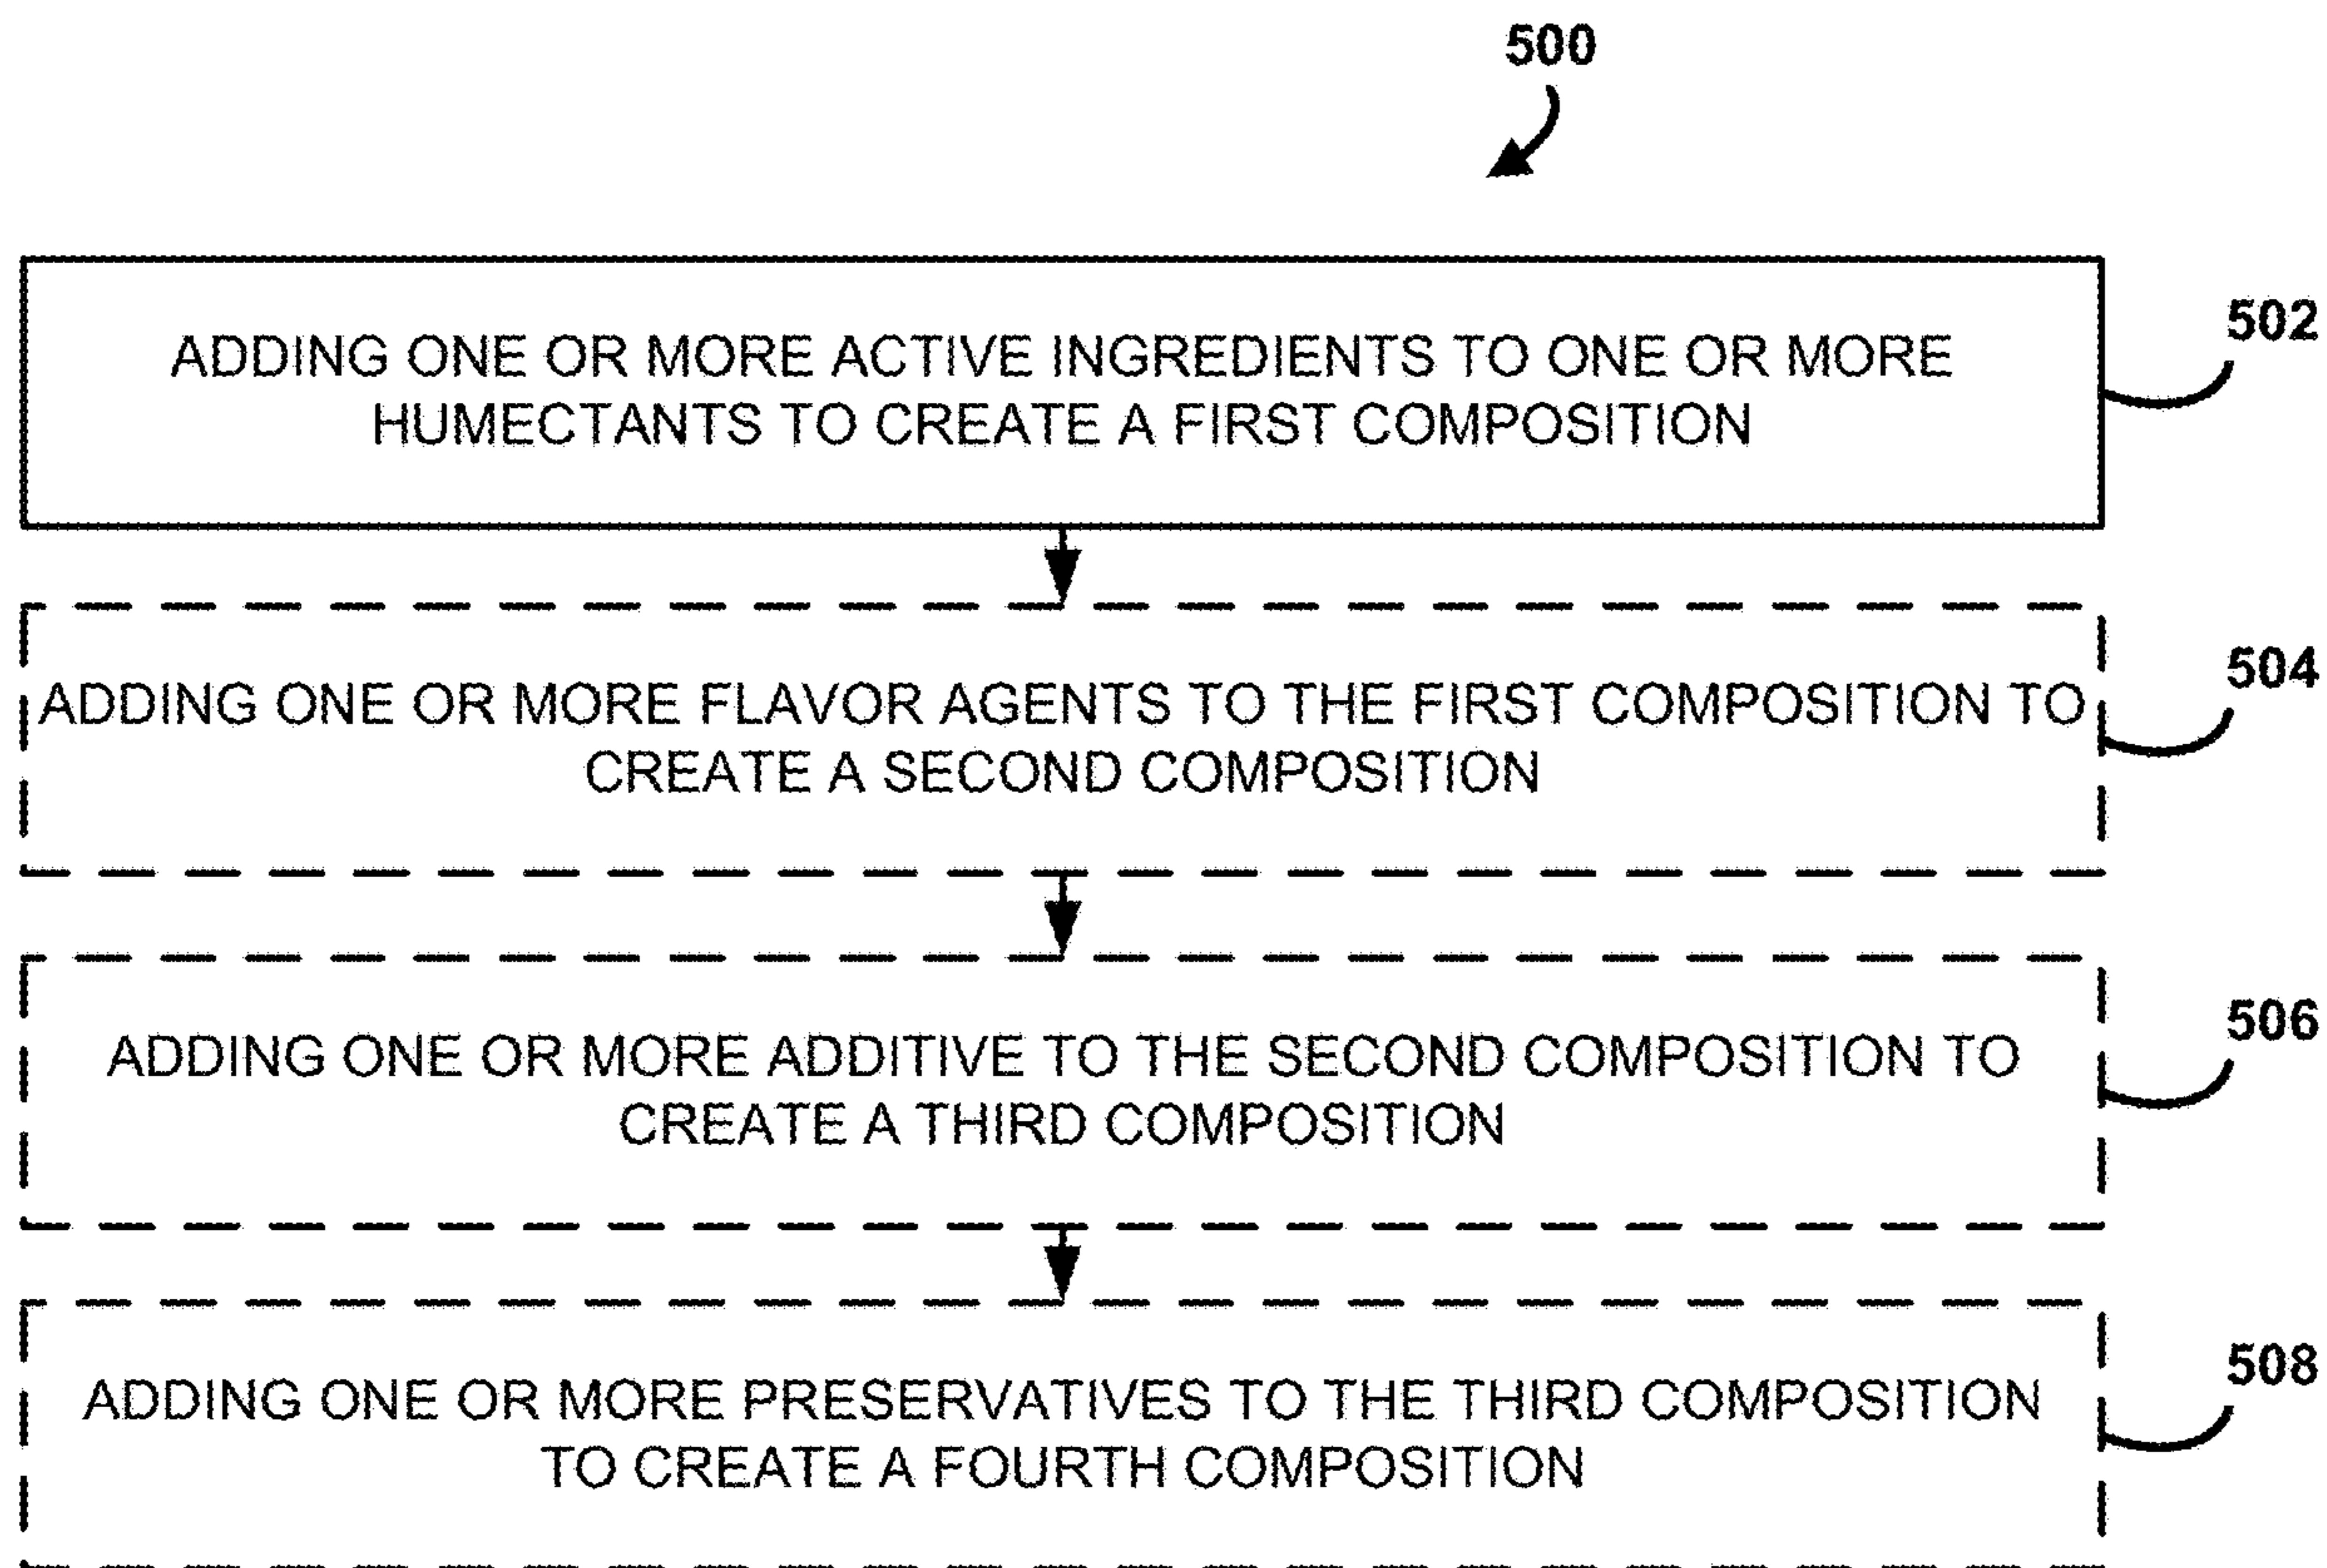 500
ADDING ONE OR MORE ACTIVE INGREDIENTS TO ONE OR MORE
HUMECTANTS TO CREATE A FIRST COMPOSITION
502
ADDING ONE OR MORE FLAVOR AGENTS TO THE FIRST COMPOSITION TO
CREATE A SECOND COMPOSITION
504
ADDING ONE OR MORE ADDITIVE TO THE SECOND COMPOSITION TO
CREATE A THIRD COMPOSITION
506
ADDING ONE OR MORE PRESERVATIVES TO THE THIRD COMPOSITION
TO CREATE A FOURTH COMPOSITION
508